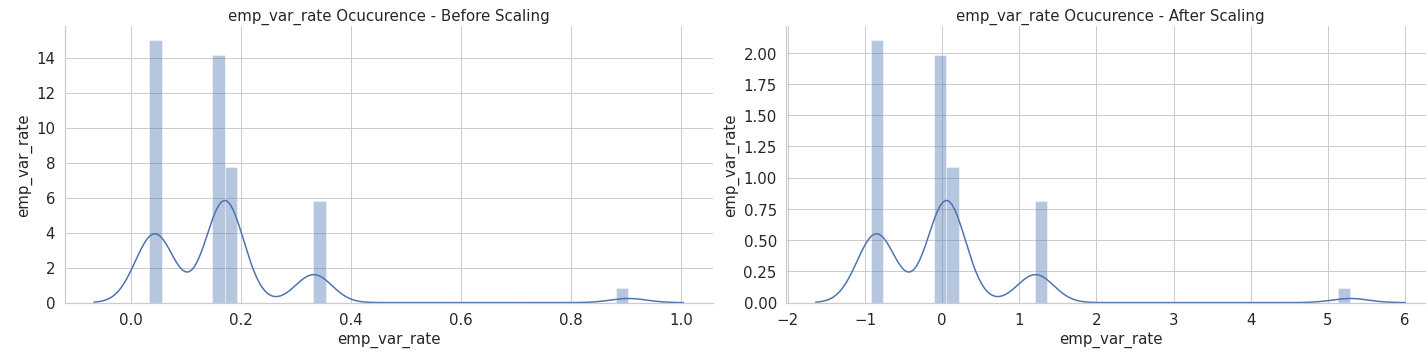 emp_var_rate Ocucurence - Before Scaling
emp_var_rate
14
12
10
8
6
4
2
0
0.0 0.2 0.4 0.6 0.8 1.0
emp_var_rate
emp_var_rate Ocucurence - After Scaling
emp_var_rate
2.00
1.75
1.50
1.25
1.00
0.75
0.50
0.25
0.00
−2 −1 0 1 2 3 4 5 6
emp_var_rate